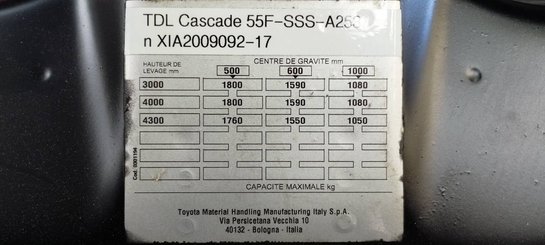 TDL Cascade 55F-SSS-A25
n XIA2009092-17
HAUTEUR DE LEVAGE mm
CENTRE DE GRAVITE mm
500 600 1000
3000 1800 1590 1080
4000 1800 1590 1080
4300 1760 1550 1050
CAPACITE MAXIMALE kg
Toyota Material Handling Manufacturing Italy S.p.A.
Via Persicetana Vecchia 10
40132 - Bologna - Italia